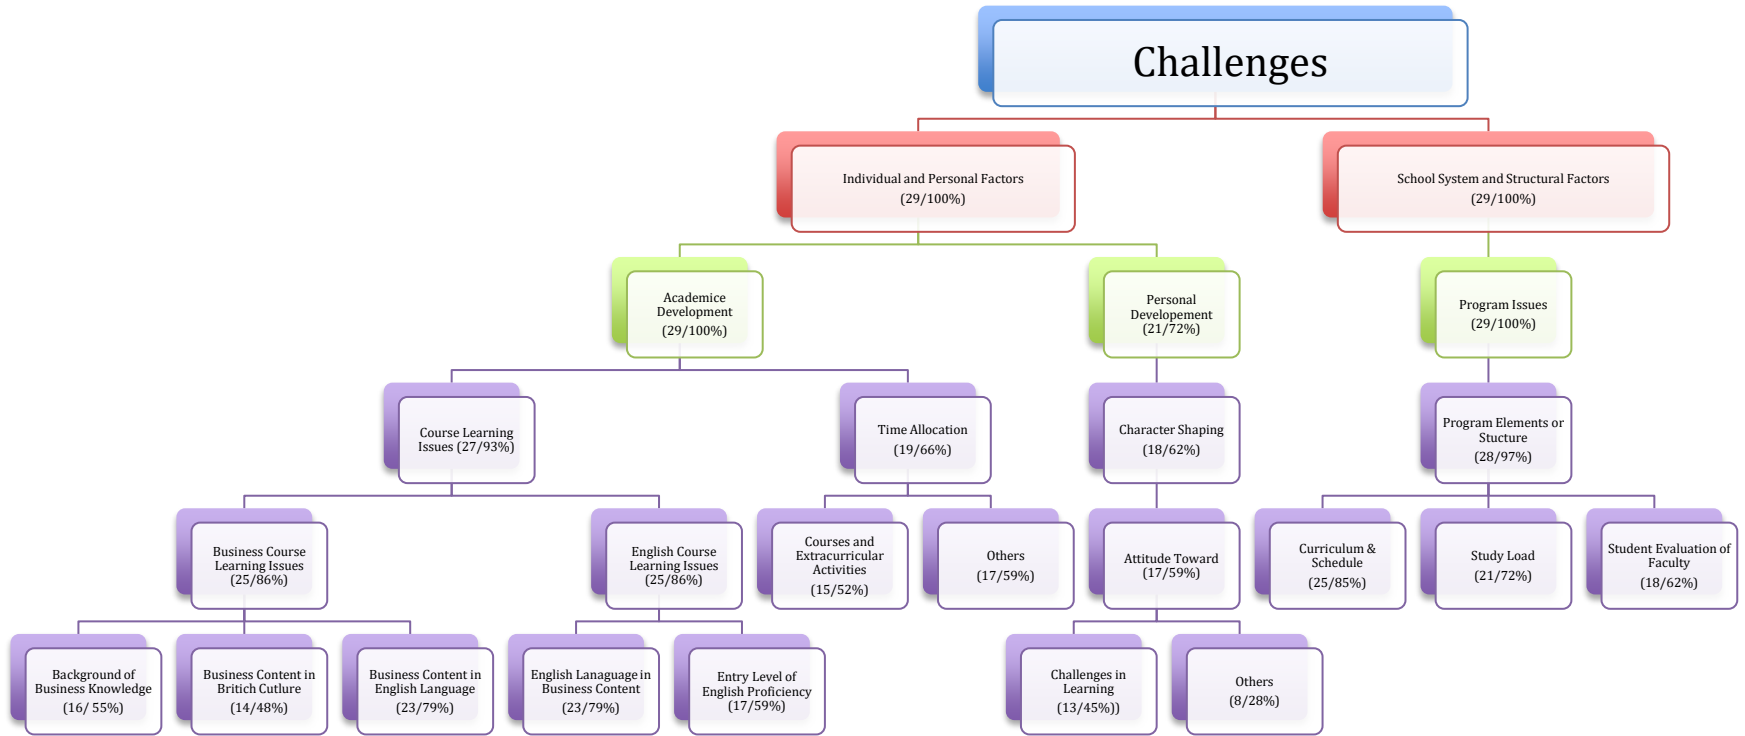 Challenges
Individual and Personal Factors
(29/100%)
School System and Structural Factors
(29/100%)
Academice
Development
(29/100%)
Personal
Developement
(21/72%)
Program Issues
(29/100%)
Course Learning
Issues (27/93%)
Time Allocation
(19/66%)
Character Shaping
(18/62%)
Program Elements or
Stucture
(28/97%)
Business Course
Learning Issues
(25/86%)
English Course
Learning Issues
(25/86%)
Courses and
Extracurricular
Activities
(15/52%)
Others
(17/59%)
Attitude Toward
(17/59%)
Curriculum &
Schedule
(25/85%)
Study Load
(21/72%)
Student Evaluation of
Faculty
(18/62%)
Background of
Business Knowledge
(16/ 55%)
Business Content in
Britich Cutlure
(14/48%)
Business Content in
English Language
(23/79%)
English Lanaguage in
Business Content
(23/79%)
Entry Level of
English Proficiency
(17/59%)
Challenges in
Learning
(13/45%))
Others
(8/28%)